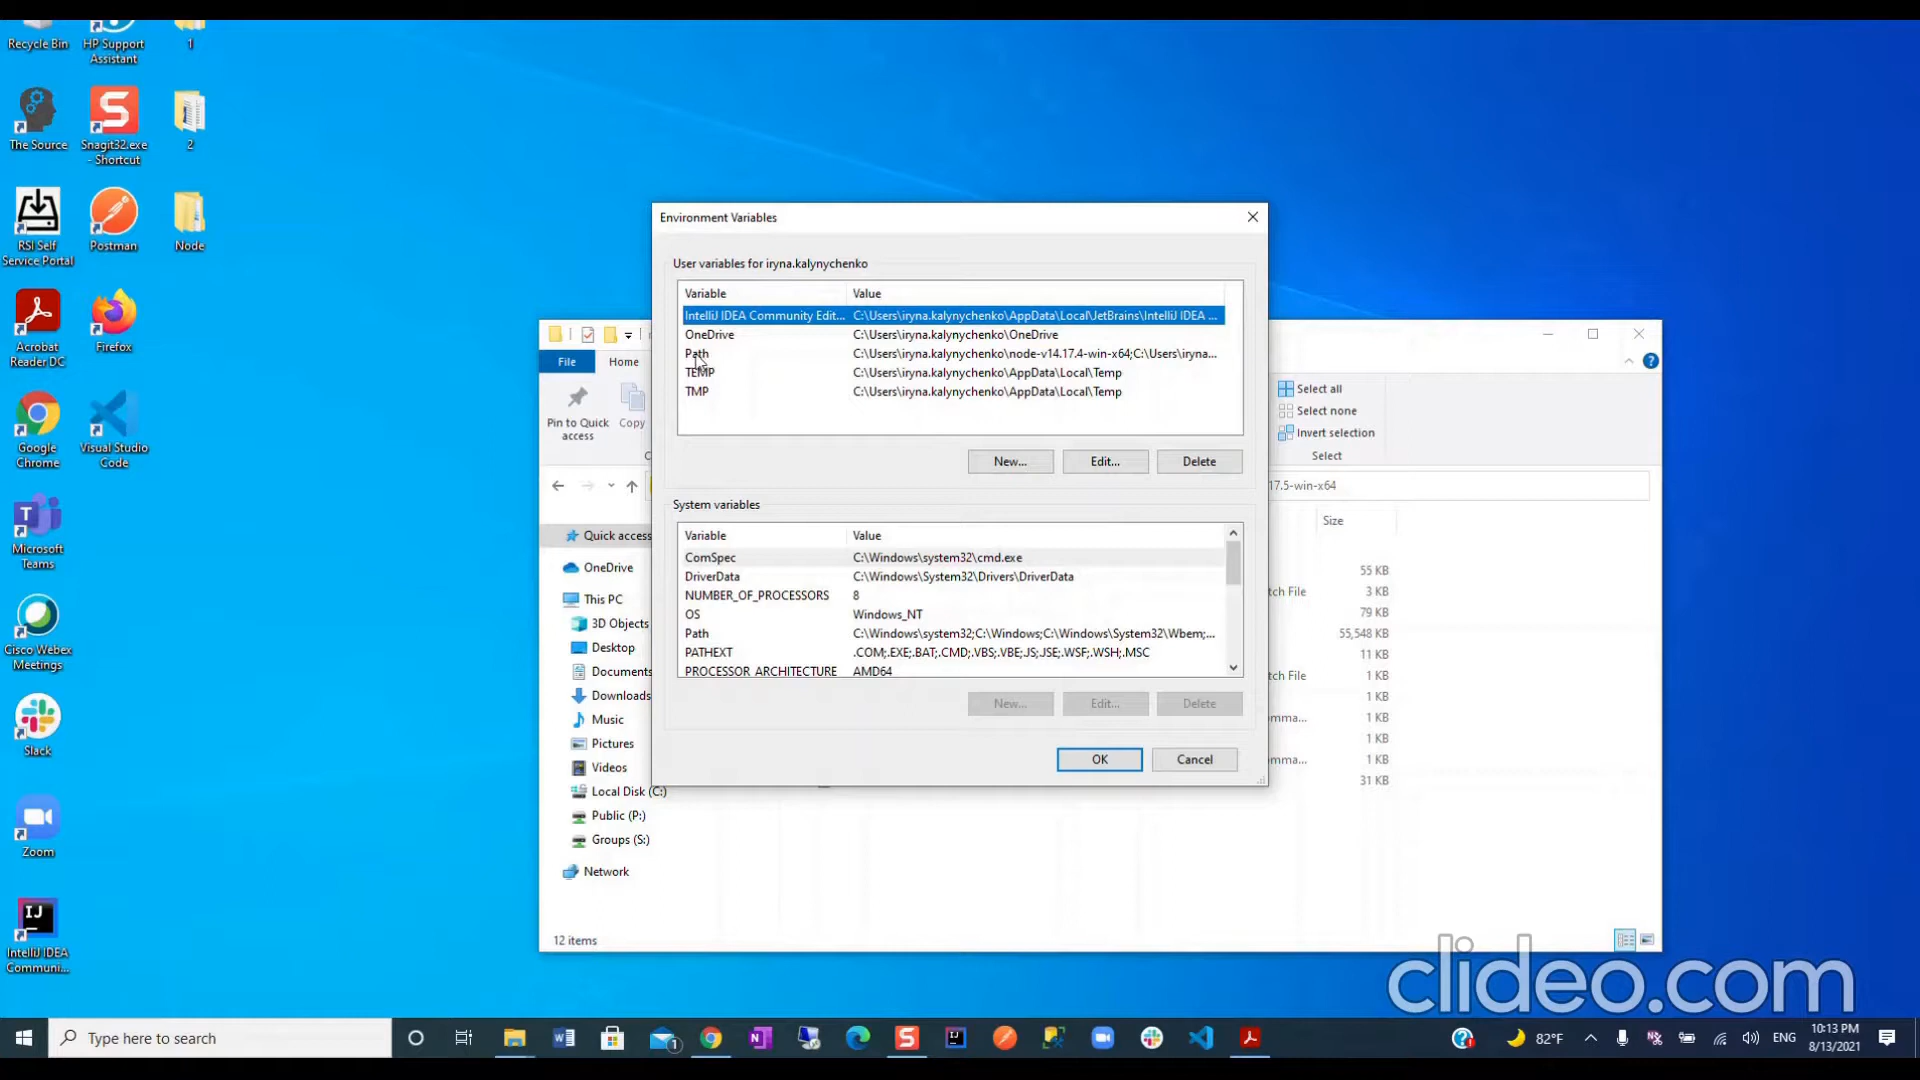 Recycle Bin
HP Support
Assistant
1
The Source
Snagit32.exe
- Shortcut
2
RSI Self
Service Portal
Postman
Node
Acrobat
Reader DC
Firefox
Google
Chrome
Visual Studio
Code
Microsoft
Teams
Cisco Webex
Meetings
Slack
Zoom
IntelliJ IDEA
Communi...
Environment Variables
User variables for iryna.kalynychenko
Variable Value
IntelliJ IDEA Community Edit... C:\Users\iryna.kalynychenko\AppData\Local\JetBrains\IntelliJ IDEA ...
OneDrive C:\Users\iryna.kalynychenko\OneDrive
Path C:\Users\iryna.kalynychenko\node-v14.17.4-win-x64;C:\Users\iryna...
TEMP C:\Users\iryna.kalynychenko\AppData\Local\Temp
TMP C:\Users\iryna.kalynychenko\AppData\Local\Temp
New... Edit... Delete
System variables
Variable Value
ComSpec C:\Windows\system32\cmd.exe
DriverData C:\Windows\System32\Drivers\DriverData
NUMBER_OF_PROCESSORS 8
OS Windows_NT
Path C:\Windows\system32;C:\Windows;C:\Windows\System32\Wbem;...
PATHEXT .COM;.EXE;.BAT;.CMD;.VBS;.VBE;.JS;.JSE;.WSF;.WSH;.MSC
PROCESSOR_ARCHITECTURE AMD64
New... Edit... Delete
OK Cancel
File Home
Pin to Quick
access
Copy
Select all
Select none
Invert selection
Select
17.5-win-x64
Size
55 KB
tch File 3 KB
79 KB
55,548 KB
11 KB
tch File 1 KB
1 KB
omma... 1 KB
1 KB
omma... 1 KB
31 KB
Quick access
OneDrive
This PC
3D Objects
Desktop
Documents
Downloads
Music
Pictures
Videos
Local Disk (C:)
Public (P:)
Groups (S:)
Network
12 items
clideo.com
Type here to search
82°F
ENG
10:13 PM
8/13/2021